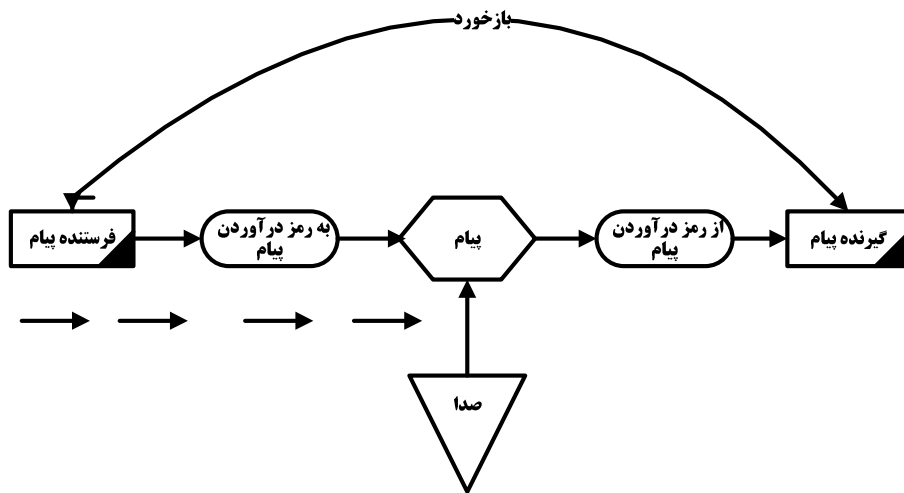 بازخورد
فرستنده پیام
به رمز درآوردن
پیام
پیام
از رمز درآوردن
پیام
گیرنده پیام
صدا